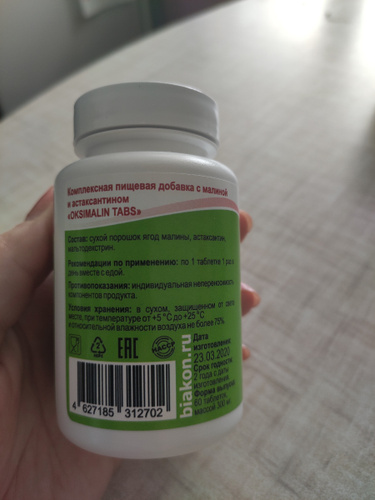 Комплексная пищевая добавка с малиной
и астаксантином
«OKSIMALIN TABS»
Состав: сухой порошок ягод малины, астаксантин,
мальтодекстрин.
Рекомендации по применению: по 1 таблетке 1 раз в
день вместе с едой.
Противопоказания: индивидуальная непереносимость
компонентов продукта.
Условия хранения: в сухом, защищенном от света
месте, при температуре от +5 °С до +25 °С
и относительной влажности воздуха не более 75%.
EAC
4 627185 312702
biakon.ru
Дата
изготовления
23.03.2020
Срок годности:
2 года с даты
изготовления.
Форма выпуска:
60 таблеток,
массой 300 мг